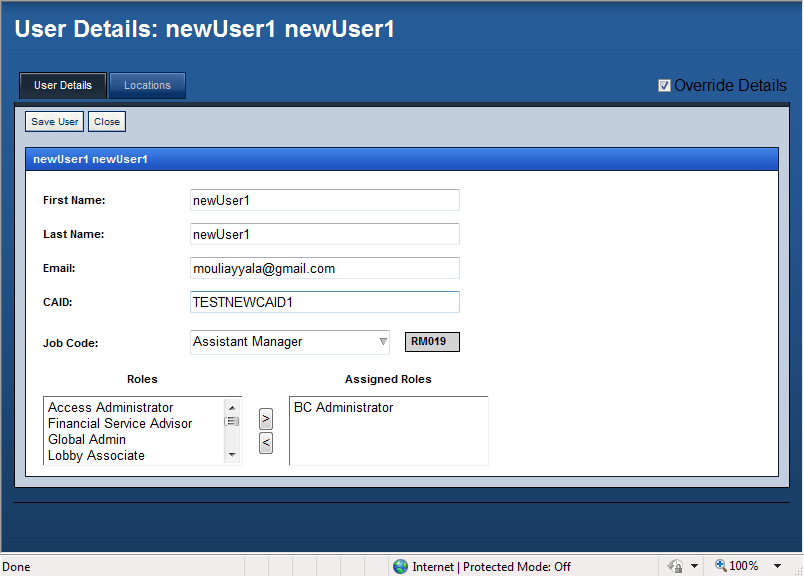 User Details: newUser1 newUser1
User Details Locations Override Details
Save User Close
newUser1 newUser1
First Name: newUser1
Last Name: newUser1
Email: mouliayyala@gmail.com
CAID: TESTNEWCAID1
Job Code: Assistant Manager RM019
Roles Assigned Roles
Access Administrator > BC Administrator
Financial Service Advisor
Global Admin <
Lobby Associate
Done Internet | Protected Mode: Off 100%